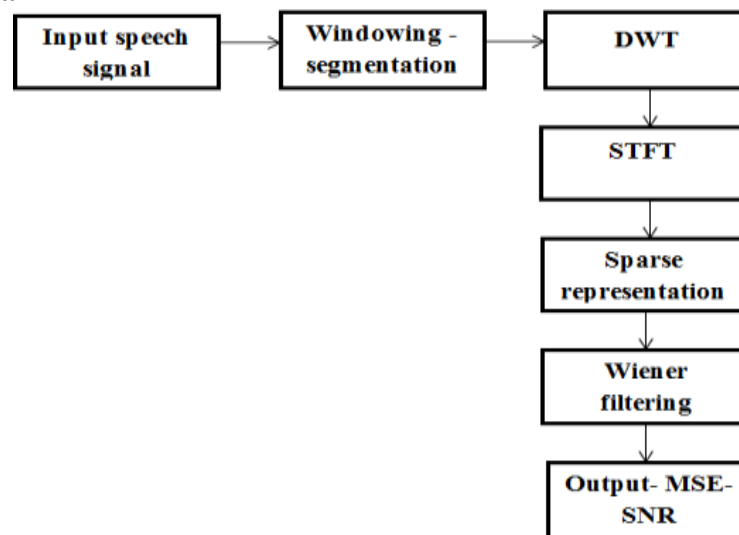 Input speech
signal
Windowing -
segmentation
DWT
STFT
Sparse
representation
Wiener
filtering
Output- MSE-
SNR